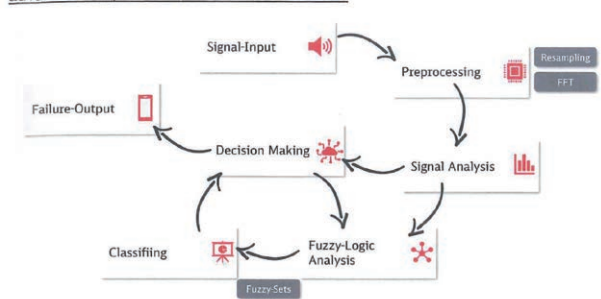 Signal-Input
Preprocessing
Resampling
FFT
Failure-Output
Decision Making
Signal Analysis
Classifiing
Fuzzy-Logic
Analysis
Fuzzy-Sets